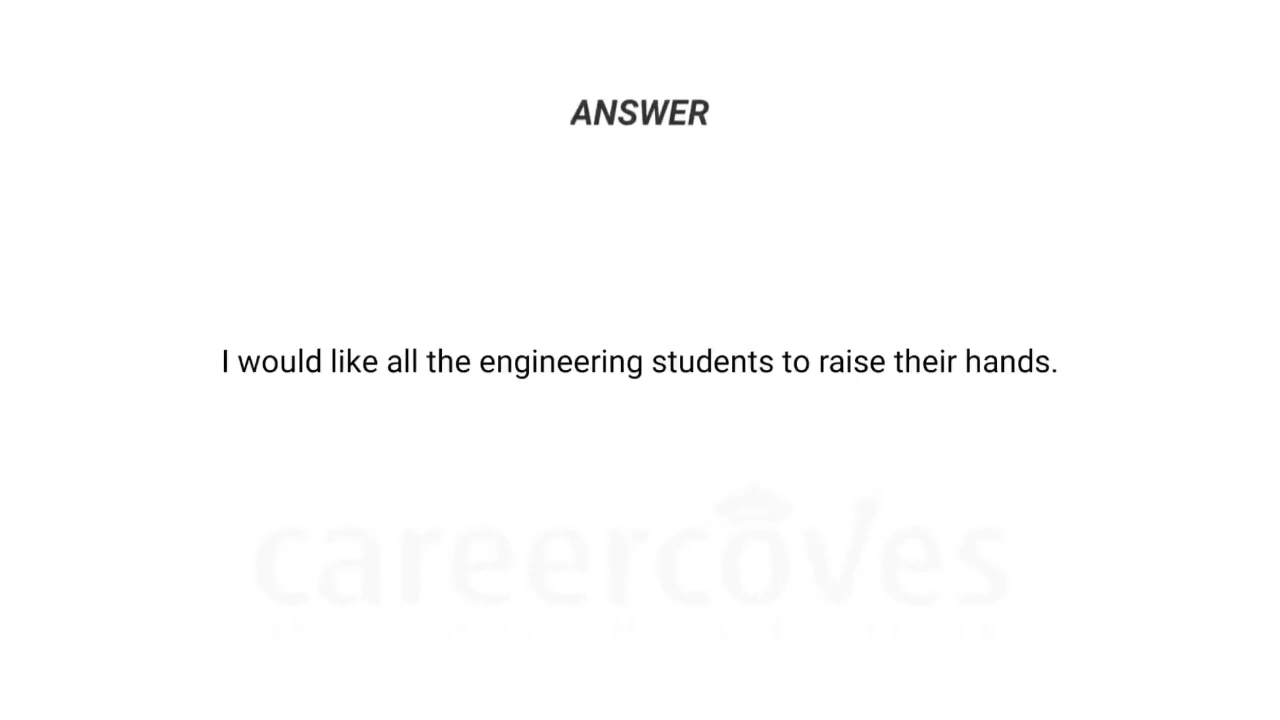 ANSWER
I would like all the engineering students to raise their hands.
careercoves